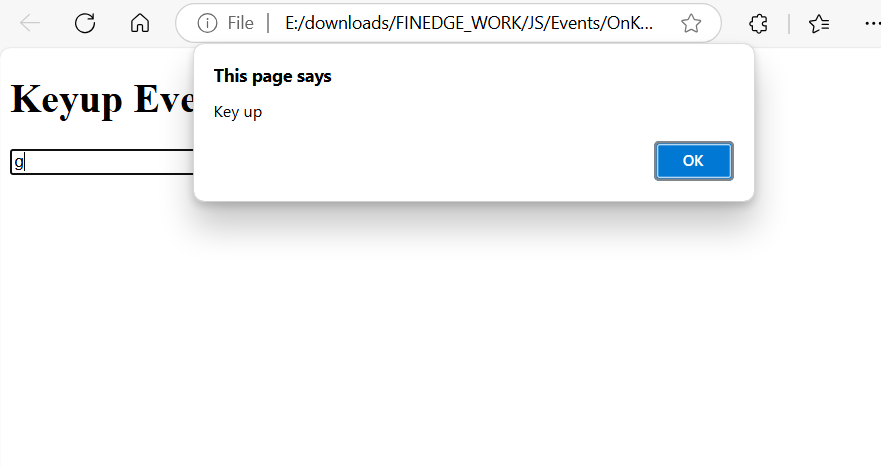 File E:/downloads/FINEDGE_WORK/JS/Events/OnK...
This page says
Keyup Eve
Key up
OK
g